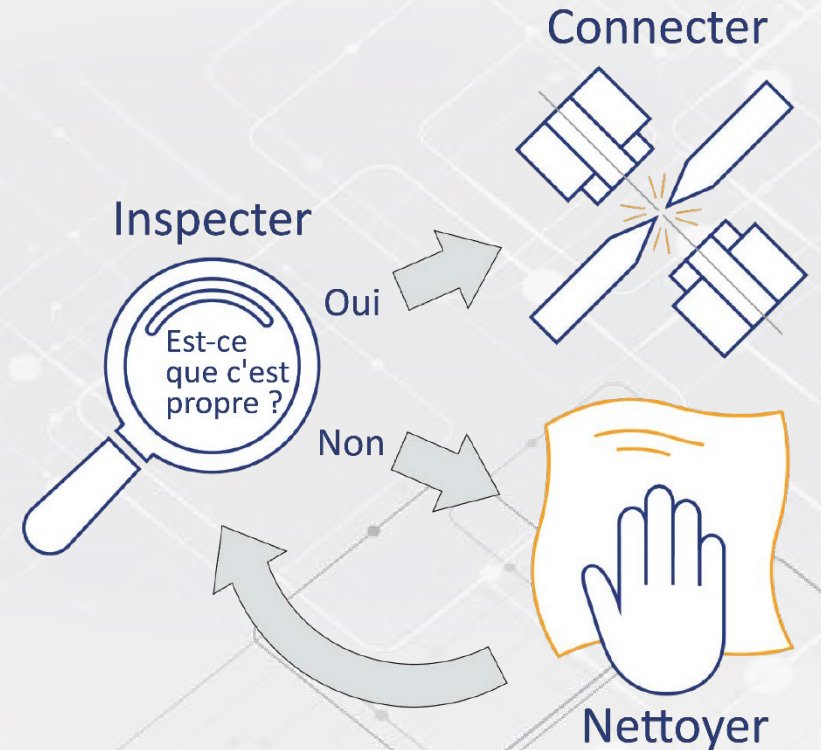 Connecter
Inspecter
Oui
Est-ce
que c'est
propre ?
Non
Nettoyer